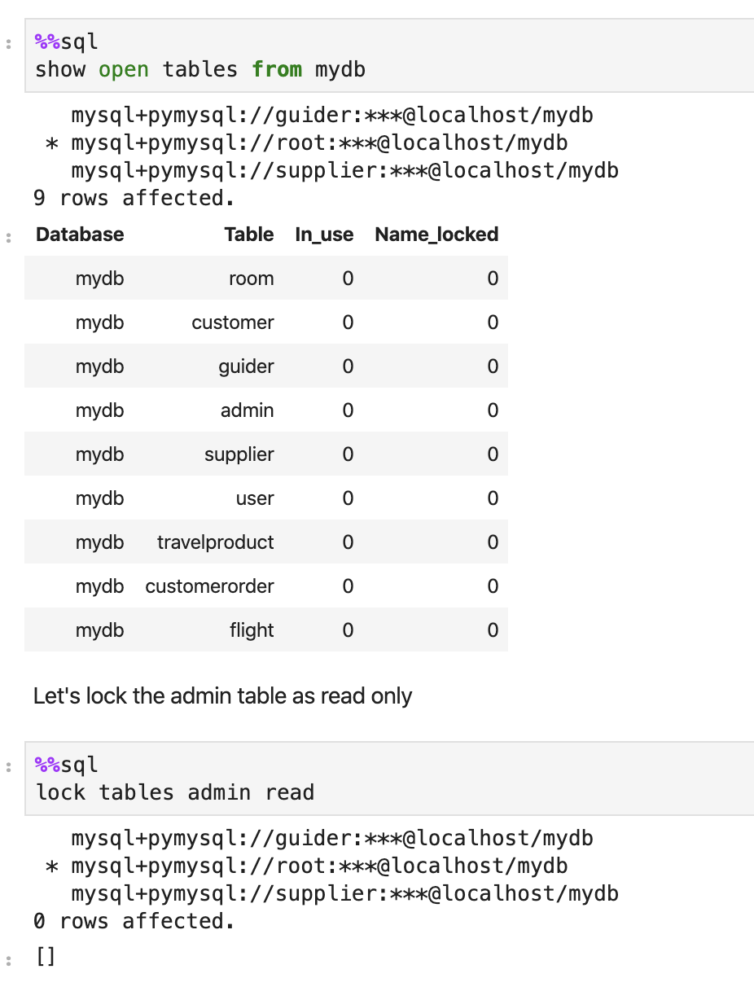 %%sql
show open tables from mydb
mysql+pymysql://guider:***@localhost/mydb
* mysql+pymysql://root:***@localhost/mydb
mysql+pymysql://supplier:***@localhost/mydb
9 rows affected.
Database Table In_use Name_locked
mydb room 0 0
mydb customer 0 0
mydb guider 0 0
mydb admin 0 0
mydb supplier 0 0
mydb user 0 0
mydb travelproduct 0 0
mydb customerorder 0 0
mydb flight 0 0
Let's lock the admin table as read only
%%sql
lock tables admin read
mysql+pymysql://guider:***@localhost/mydb
* mysql+pymysql://root:***@localhost/mydb
mysql+pymysql://supplier:***@localhost/mydb
0 rows affected.
[]